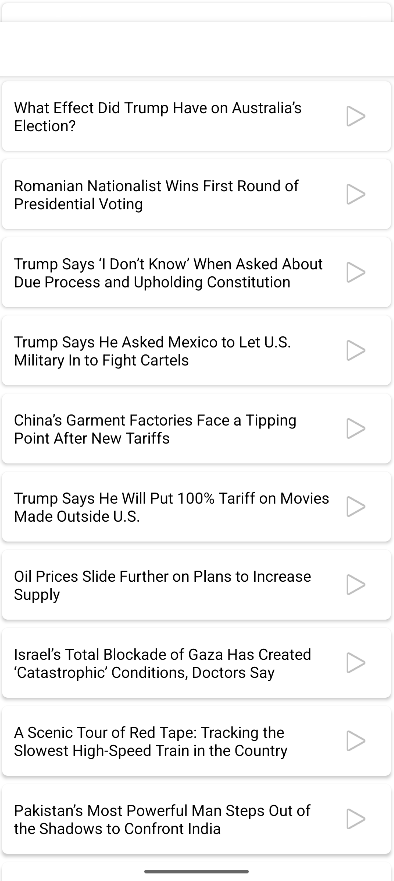 What Effect Did Trump Have on Australia’s
Election?
Romanian Nationalist Wins First Round of
Presidential Voting
Trump Says ‘I Don’t Know’ When Asked About
Due Process and Upholding Constitution
Trump Says He Asked Mexico to Let U.S.
Military In to Fight Cartels
China’s Garment Factories Face a Tipping
Point After New Tariffs
Trump Says He Will Put 100% Tariff on Movies
Made Outside U.S.
Oil Prices Slide Further on Plans to Increase
Supply
Israel’s Total Blockade of Gaza Has Created
‘Catastrophic’ Conditions, Doctors Say
A Scenic Tour of Red Tape: Tracking the
Slowest High-Speed Train in the Country
Pakistan’s Most Powerful Man Steps Out of
the Shadows to Confront India